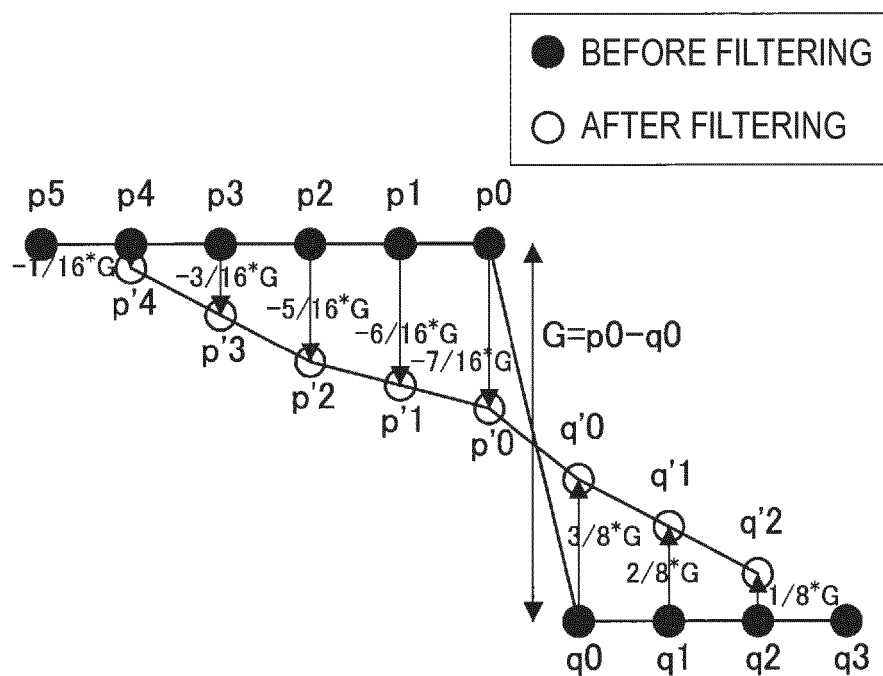 BEFORE FILTERING
AFTER FILTERING
p5 p4 p3 p2 p1 p0
-1/16*G
-3/16*G
-5/16*G
-6/16*G
-7/16*G
G=p0-q0
p'4
p'3
p'2
p'1
p'0
q'0
q'1
q'2
3/8*G
2/8*G
1/8*G
q0 q1 q2 q3